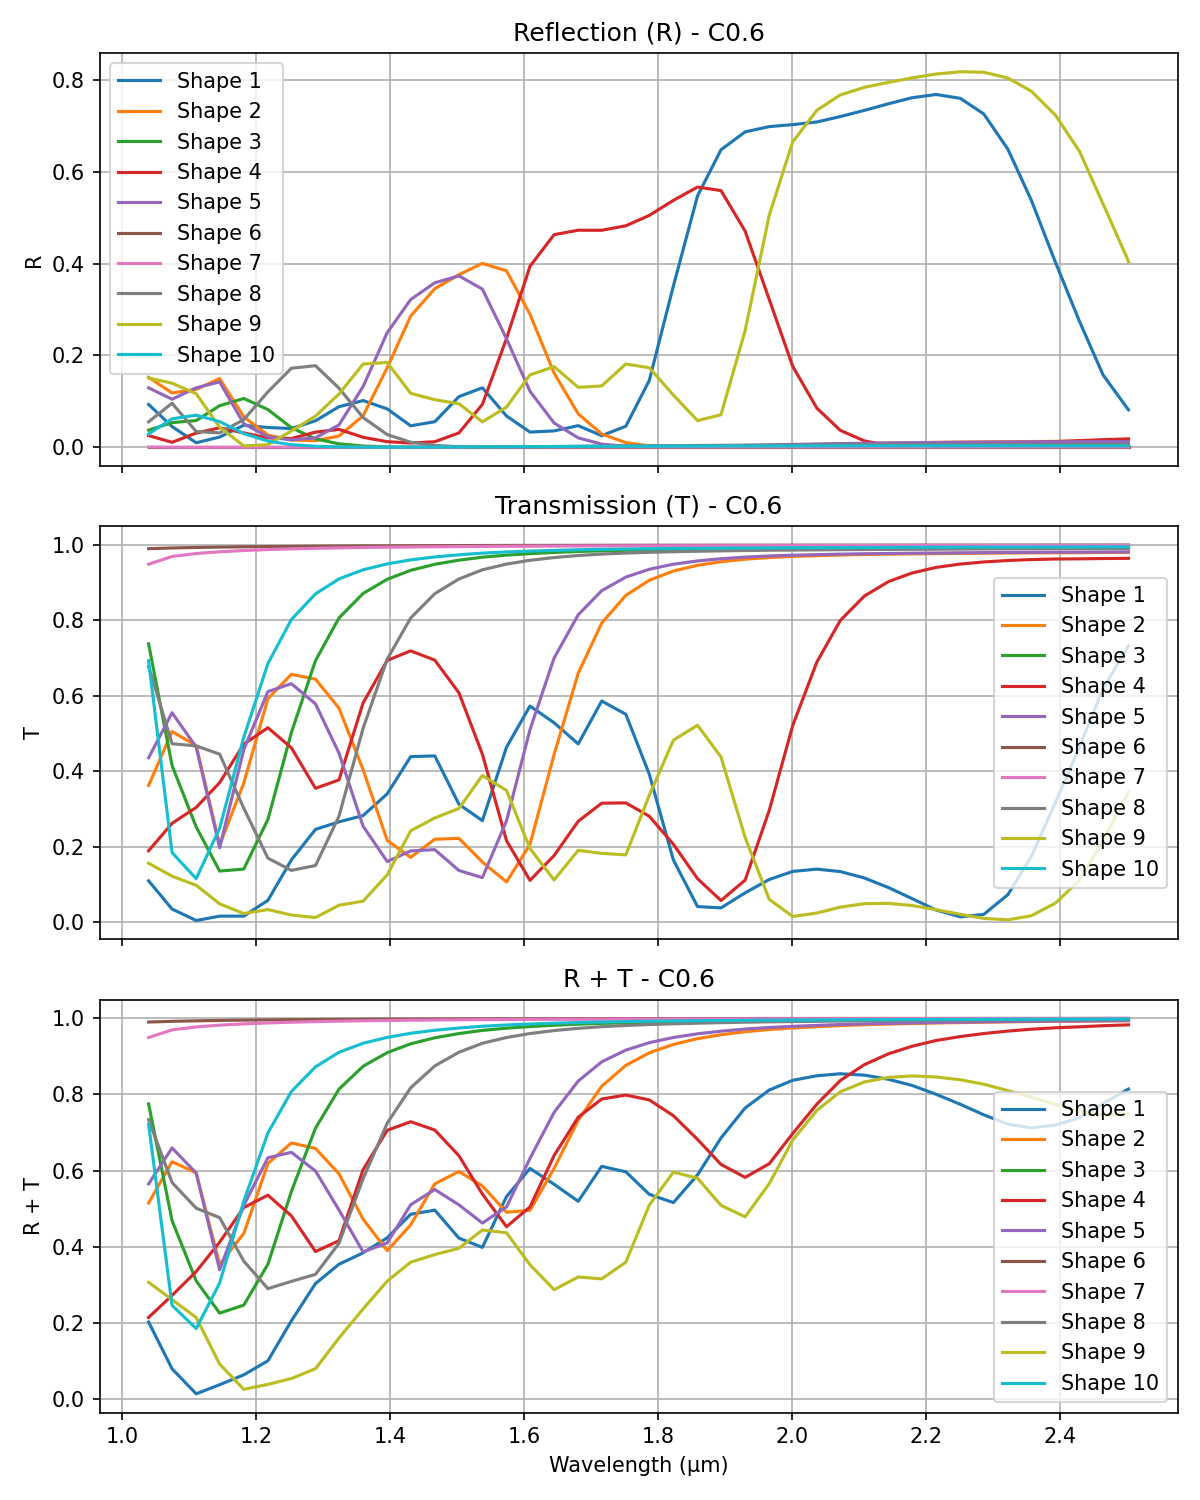 Reflection (R) - C0.6
R
0.8
0.6
0.4
0.2
0.0
Shape 1
Shape 2
Shape 3
Shape 4
Shape 5
Shape 6
Shape 7
Shape 8
Shape 9
Shape 10
Transmission (T) - C0.6
T
1.0
0.8
0.6
0.4
0.2
0.0
Shape 1
Shape 2
Shape 3
Shape 4
Shape 5
Shape 6
Shape 7
Shape 8
Shape 9
Shape 10
R + T - C0.6
R + T
1.0
0.8
0.6
0.4
0.2
0.0
Shape 1
Shape 2
Shape 3
Shape 4
Shape 5
Shape 6
Shape 7
Shape 8
Shape 9
Shape 10
1.0 1.2 1.4 1.6 1.8 2.0 2.2 2.4
Wavelength (μm)